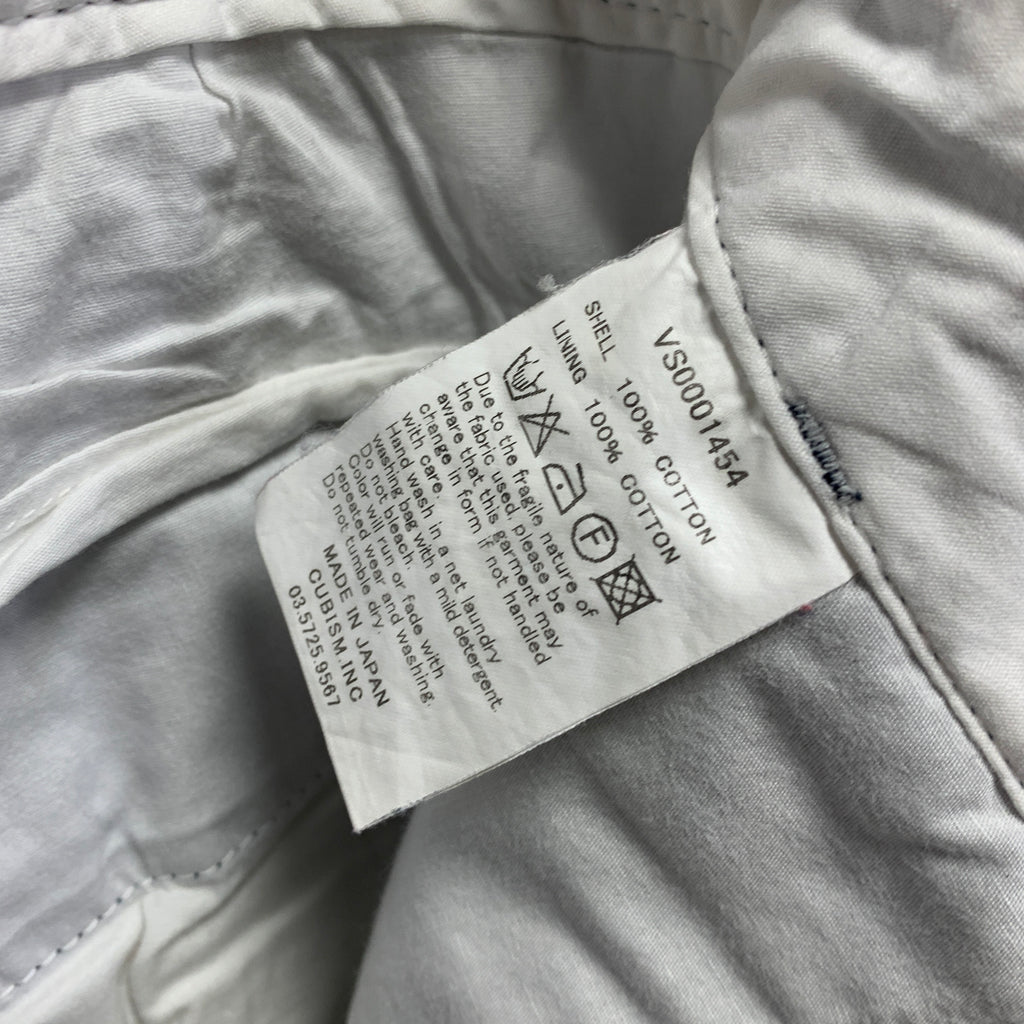 VS0001454
SHELL 100% COTTON
LINING 100% COTTON
F
Due to the fragile nature of
the fabric used, please be
aware that this garment may
change in form if not handled
with care.
Hand wash in a net laundry
washing bag with a mild detergent.
Do not bleach.
Color will run or fade with
repeated wear and washing.
Do not tumble dry.
MADE IN JAPAN
CUBISM.INC
03.5725.9567